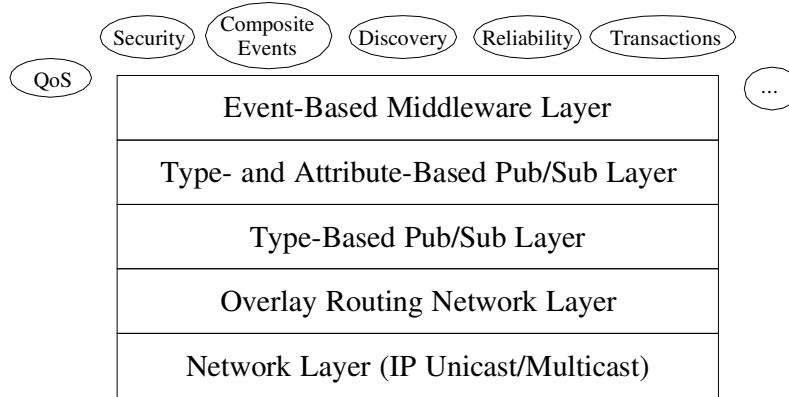 Security
Composite
Events
Discovery
Reliability
Transactions
QoS
...
Event-Based Middleware Layer
Type- and Attribute-Based Pub/Sub Layer
Type-Based Pub/Sub Layer
Overlay Routing Network Layer
Network Layer (IP Unicast/Multicast)